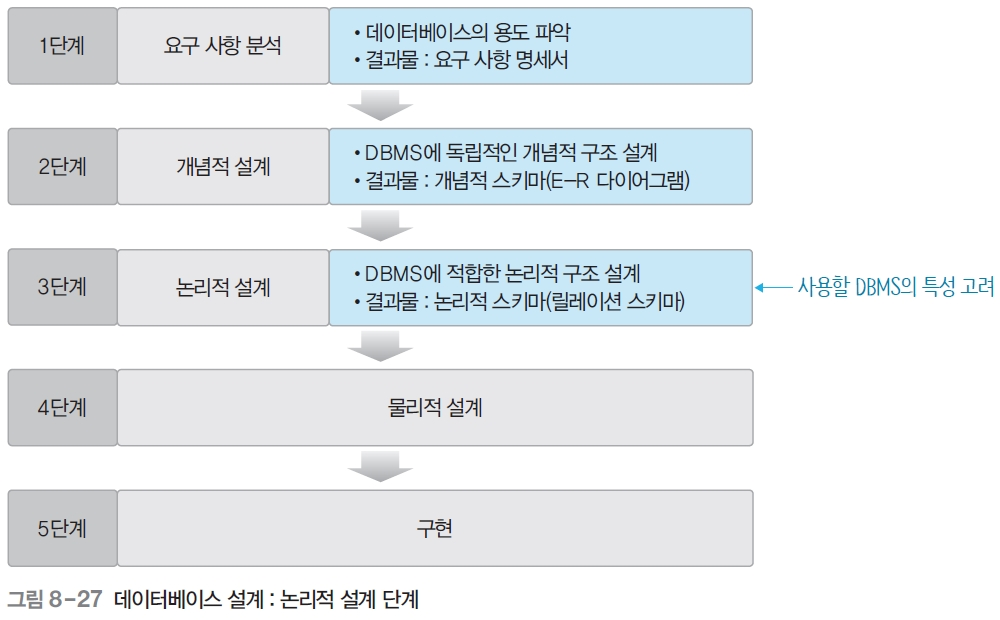 1단계
요구 사항 분석
• 데이터베이스의 용도 파악
• 결과물 : 요구 사항 명세서
2단계
개념적 설계
• DBMS에 독립적인 개념적 구조 설계
• 결과물 : 개념적 스키마(E-R 다이어그램)
3단계
논리적 설계
• DBMS에 적합한 논리적 구조 설계
• 결과물 : 논리적 스키마(릴레이션 스키마)
사용할 DBMS의 특성 고려
4단계
물리적 설계
5단계
구현
그림 8-27 데이터베이스 설계 : 논리적 설계 단계